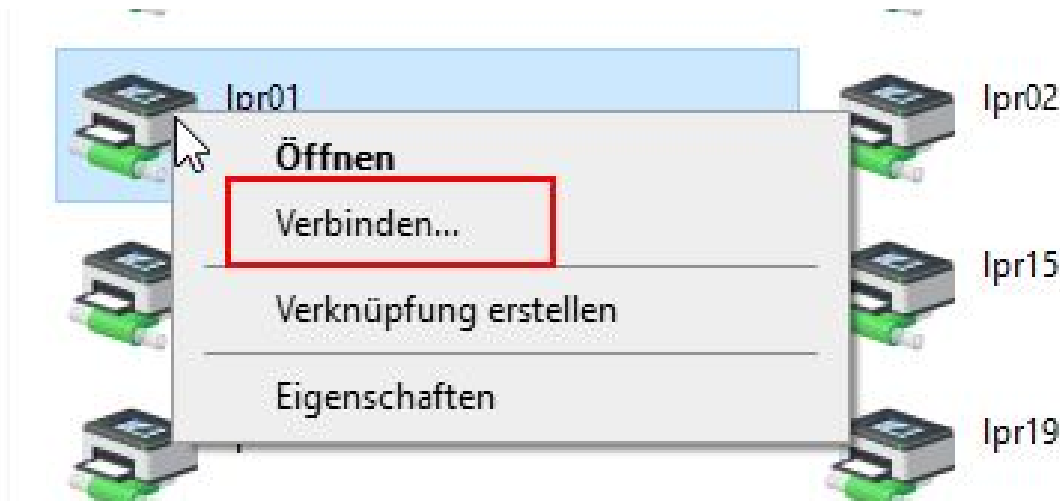 lpr01
lpr02
Öffnen
Verbinden...
lpr15
Verknüpfung erstellen
Eigenschaften
lpr19